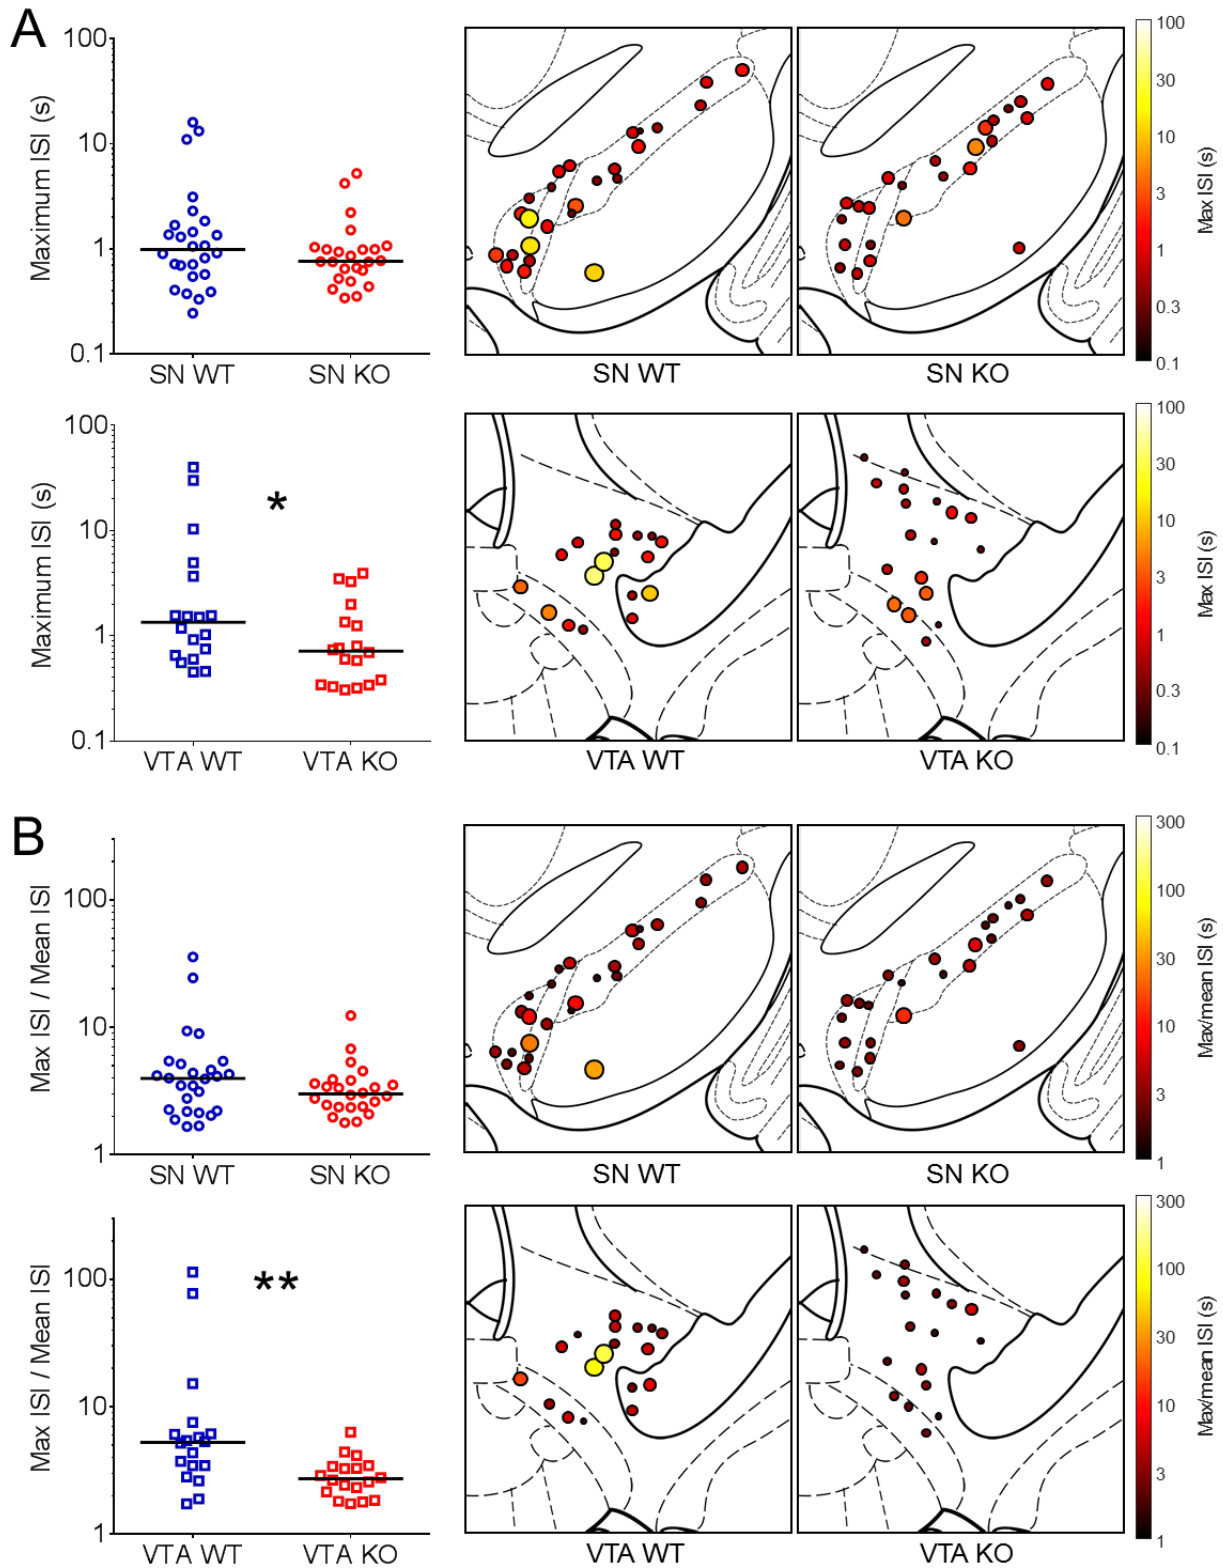 A
Maximum ISI (s)
100
10
1
0.1
SN WT
SN KO
SN WT
SN KO
100
30
10
3
1
0.3
0.1
Max ISI (s)
Maximum ISI (s)
100
10
1
0.1
*
VTA WT
VTA KO
VTA WT
VTA KO
100
30
10
3
1
0.3
0.1
Max ISI (s)
B
Max ISI / Mean ISI
100
10
1
SN WT
SN KO
SN WT
SN KO
300
100
30
10
3
1
Max/mean ISI (s)
Max ISI / Mean ISI
100
10
1
**
VTA WT
VTA KO
VTA WT
VTA KO
300
100
30
10
3
1
Max/mean ISI (s)